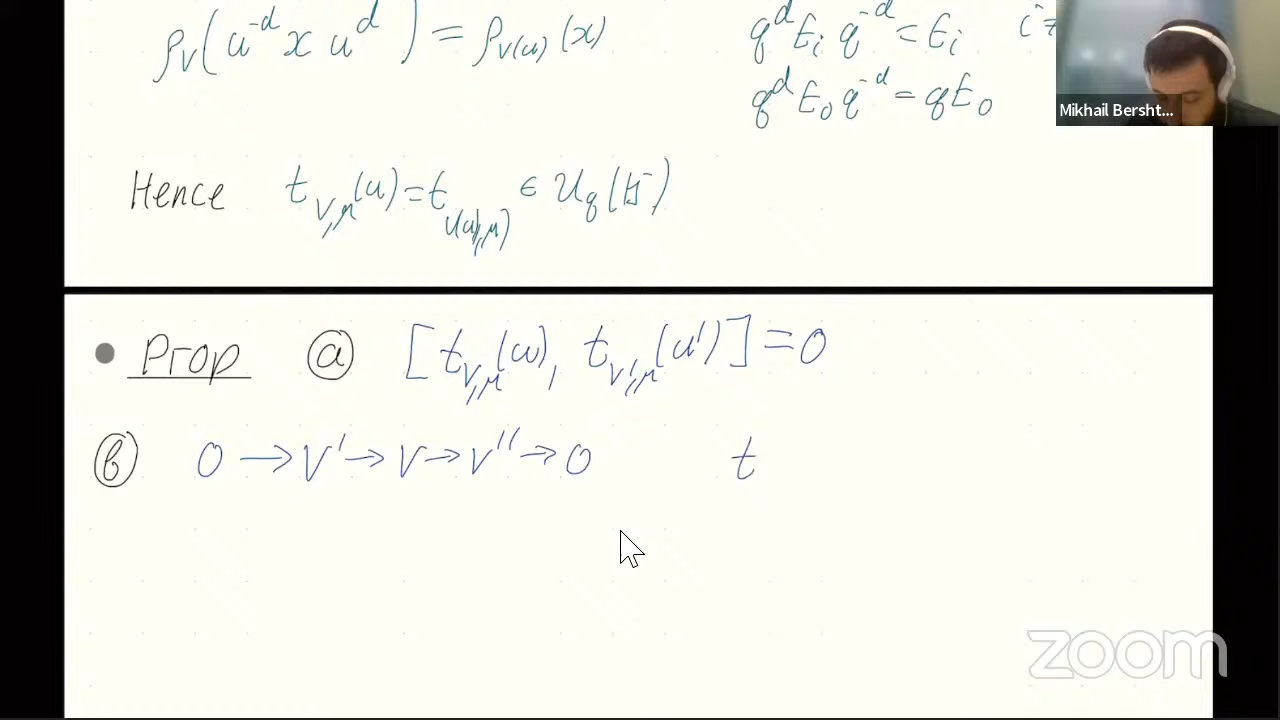 ρ_V(u^{-d} x u^d) = ρ_{V(u)}(x)
q^d E_i q^{-d} = E_i
q^d E_0 q^{-d} = q E_0
Mikhail Bersht...
Hence t_{V,μ}(u) = t_{V(u),μ} ∈ U_q(b^-)
• Prop ⓐ [t_{V,μ}(u), t_{V',μ}(u')] = 0
ⓑ 0 → V' → V → V'' → 0 t
zoom